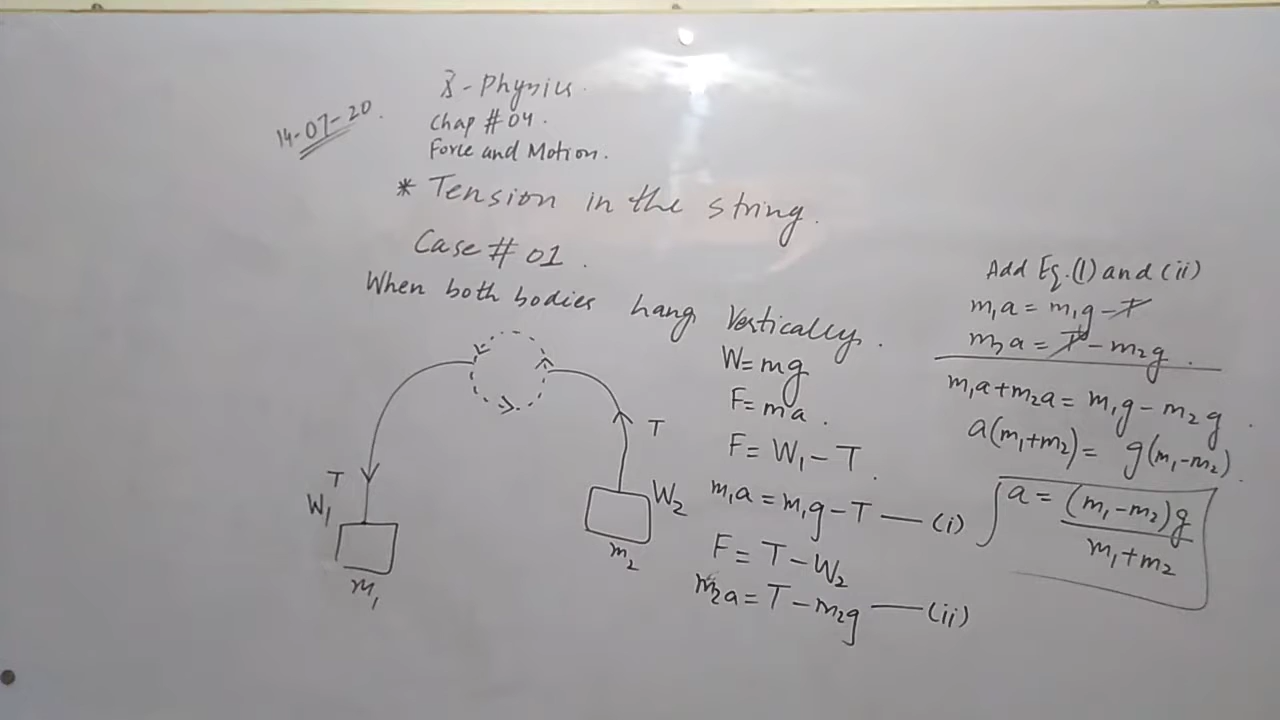 14-07-20.
X-Physics.
Chap # 04.
Force and Motion.
* Tension in the string.
Case # 01.
When both bodies hang Vertically.
T
W₁
m₁
T
W₂
m₂
W=mg
F=ma.
F=W₁-T.
m₁a=m₁g-T—(i)
F=T-W₂
m₂a=T-m₂g—(ii)
Add Eq.(1) and (ii)
m₁a=m₁g-T
m₂a=T-m₂g.
m₁a+m₂a=m₁g-m₂g.
a(m₁+m₂)=g(m₁-m₂).
a=(m₁-m₂)g
m₁+m₂